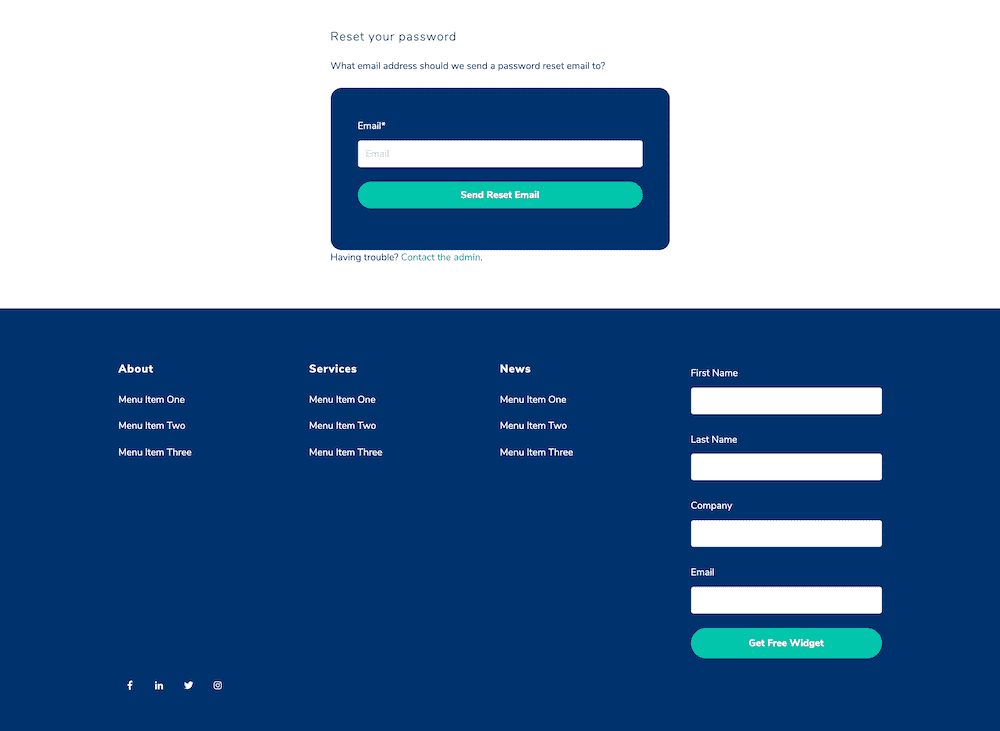 Reset your password
What email address should we send a password reset email to?
Email*
Email
Send Reset Email
Having trouble? Contact the admin.
About
Menu Item One
Menu Item Two
Menu Item Three
Services
Menu Item One
Menu Item Two
Menu Item Three
News
Menu Item One
Menu Item Two
Menu Item Three
First Name
Last Name
Company
Email
Get Free Widget